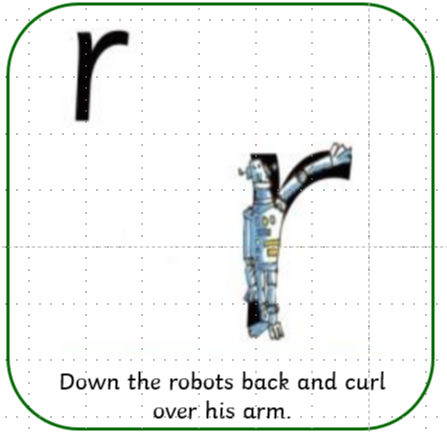 r
r
Down the robots back and curl
over his arm.